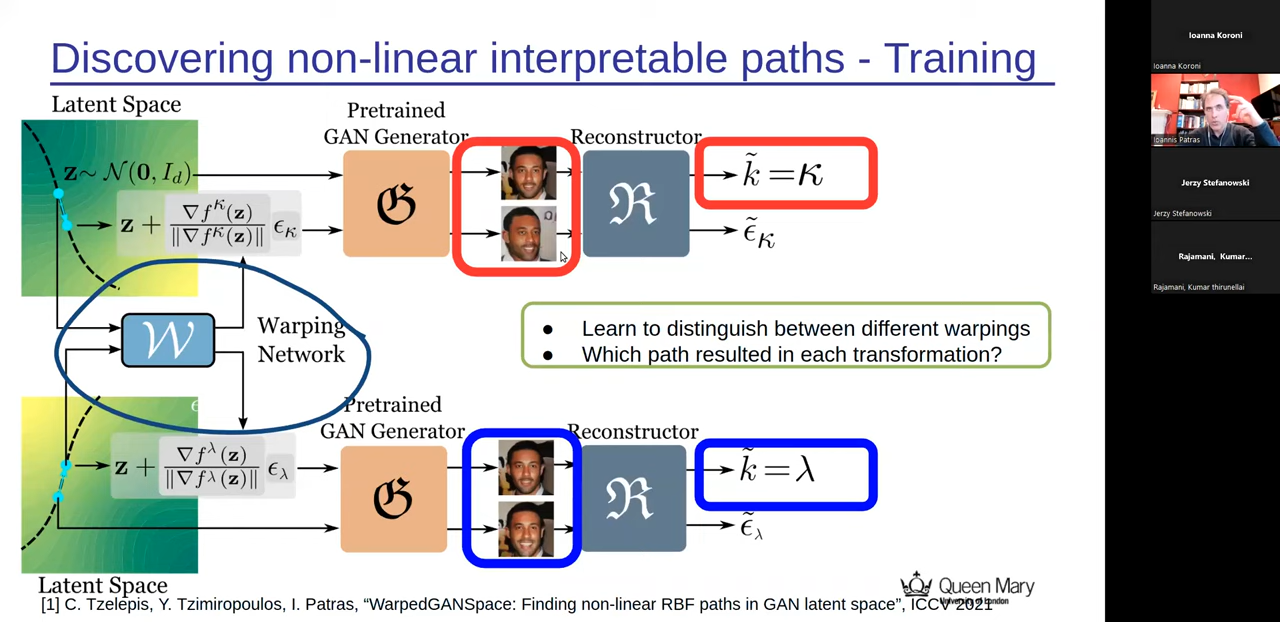 Discovering non-linear interpretable paths - Training
Latent Space
Pretrained
GAN Generator
Reconstructor
z∼ 𝒩(0, I_d)
z + ∇f^κ(z) / ‖∇f^κ(z)‖ ϵ_κ
𝔊
ℜ
k̃ = κ
ϵ̃_κ
𝒲
Warping
Network
● Learn to distinguish between different warpings
● Which path resulted in each transformation?
Pretrained
GAN Generator
Reconstructor
z + ∇f^λ(z) / ‖∇f^λ(z)‖ ϵ_λ
𝔊
ℜ
k̃ = λ
ϵ̃_λ
Latent Space
Queen Mary
University of London
[1] C. Tzelepis, Y. Tzimiropoulos, I. Patras, “WarpedGANSpace: Finding non-linear RBF paths in GAN latent space”, ICCV 2021
Ioanna Koroni
Ioanna Koroni
Ioannis Patras
Jerzy Stefanowski
Jerzy Stefanowski
Rajamani, Kumar...
Rajamani, Kumar thirunellai